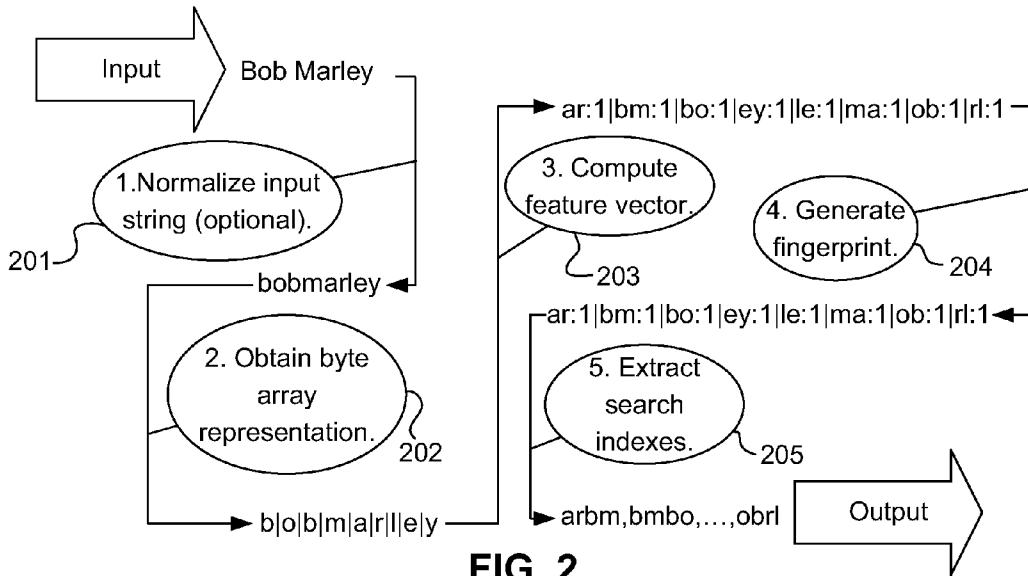 Input
Bob Marley
1.Normalize input
string (optional).
201
bobmarley
2. Obtain byte
array
representation.
202
b|o|b|m|a|r|l|e|y
ar:1|bm:1|bo:1|ey:1|le:1|ma:1|ob:1|rl:1
3. Compute
feature vector.
203
4. Generate
fingerprint.
204
ar:1|bm:1|bo:1|ey:1|le:1|ma:1|ob:1|rl:1
5. Extract
search
indexes.
205
arbm,bmbo,…,obrl
Output
FIG. 2